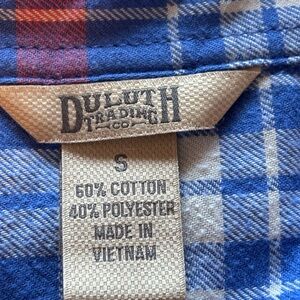 DULUTH
TRADING
CO
S
60% COTTON
40% POLYESTER
MADE IN
VIETNAM